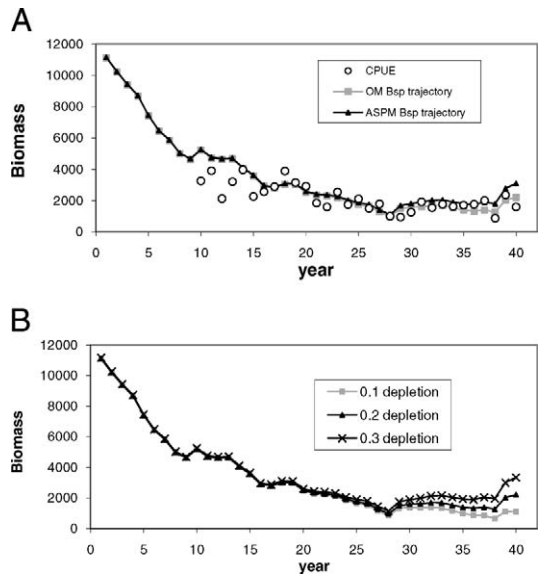 A
12000
10000
8000
6000
4000
2000
0
Biomass
CPUE
OM Bsp trajectory
ASPM Bsp trajectory
0 5 10 15 20 25 30 35 40
year
B
12000
10000
8000
6000
4000
2000
0
Biomass
0.1 depletion
0.2 depletion
0.3 depletion
0 5 10 15 20 25 30 35 40
year